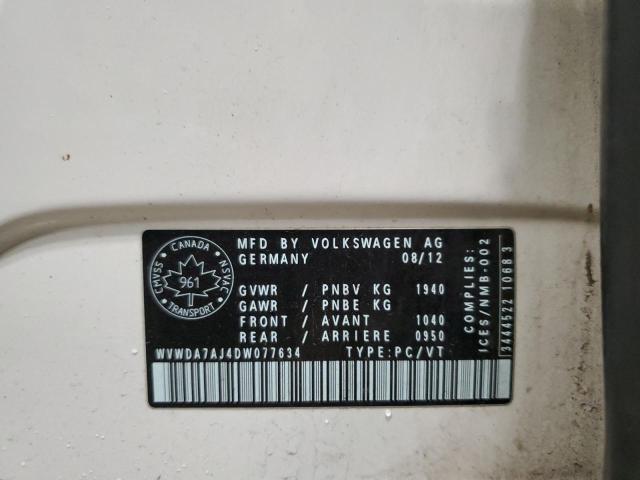 CANADA
CMVSS
NSVAC
961
TRANSPORT
MFD BY VOLKSWAGEN AG
GERMANY 08/12
GVWR / PNBV KG 1940
GAWR / PNBE KG
FRONT / AVANT 1040
REAR / ARRIERE 0950
WVWDA7AJ4DW077634 TYPE:PC/VT
COMPLIES:
ICES/NMB-002
3444522 1068 3